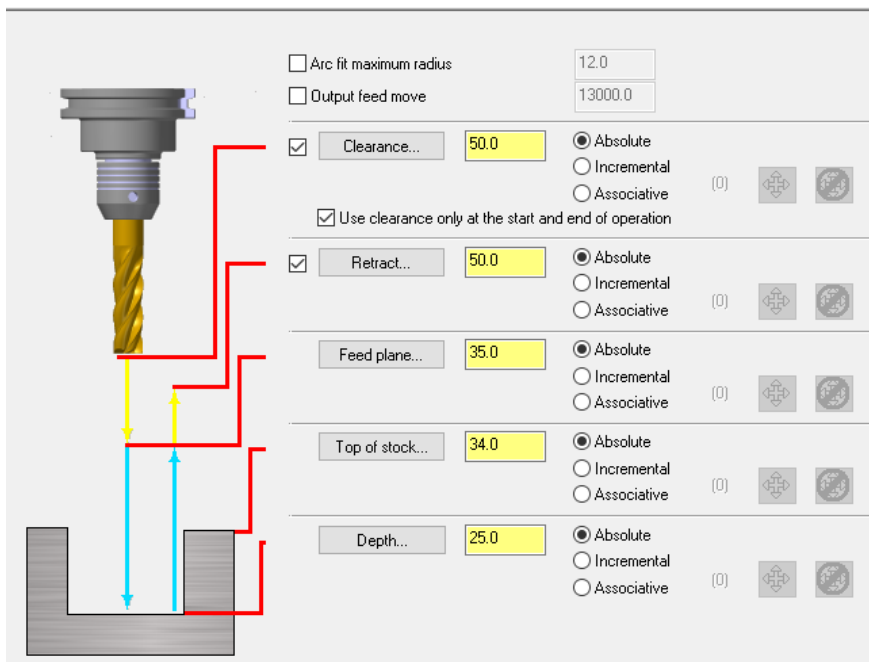 Arc fit maximum radius 12.0
Output feed move 13000.0
Clearance... 50.0 Absolute
Incremental
Associative (0)
Use clearance only at the start and end of operation
Retract... 50.0 Absolute
Incremental
Associative (0)
Feed plane... 35.0 Absolute
Incremental
Associative (0)
Top of stock... 34.0 Absolute
Incremental
Associative (0)
Depth... 25.0 Absolute
Incremental
Associative (0)